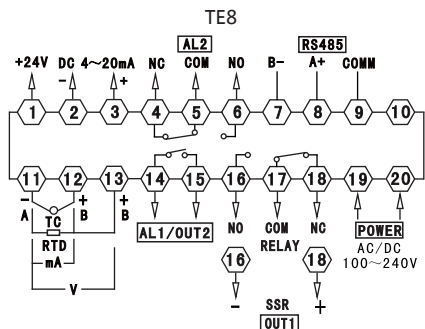 TE8
AL2 RS485
+24V DC 4～20mA NC COM NO B- A+ COMM
- +
1 2 3 4 5 6 7 8 9 10
11 12 13 14 15 16 17 18 19 20
- + +
A TC B B
RTD
mA
V
AL1/OUT2
NO COM NC
RELAY
POWER
AC/DC
100～240V
16 18
- SSR +
OUT1